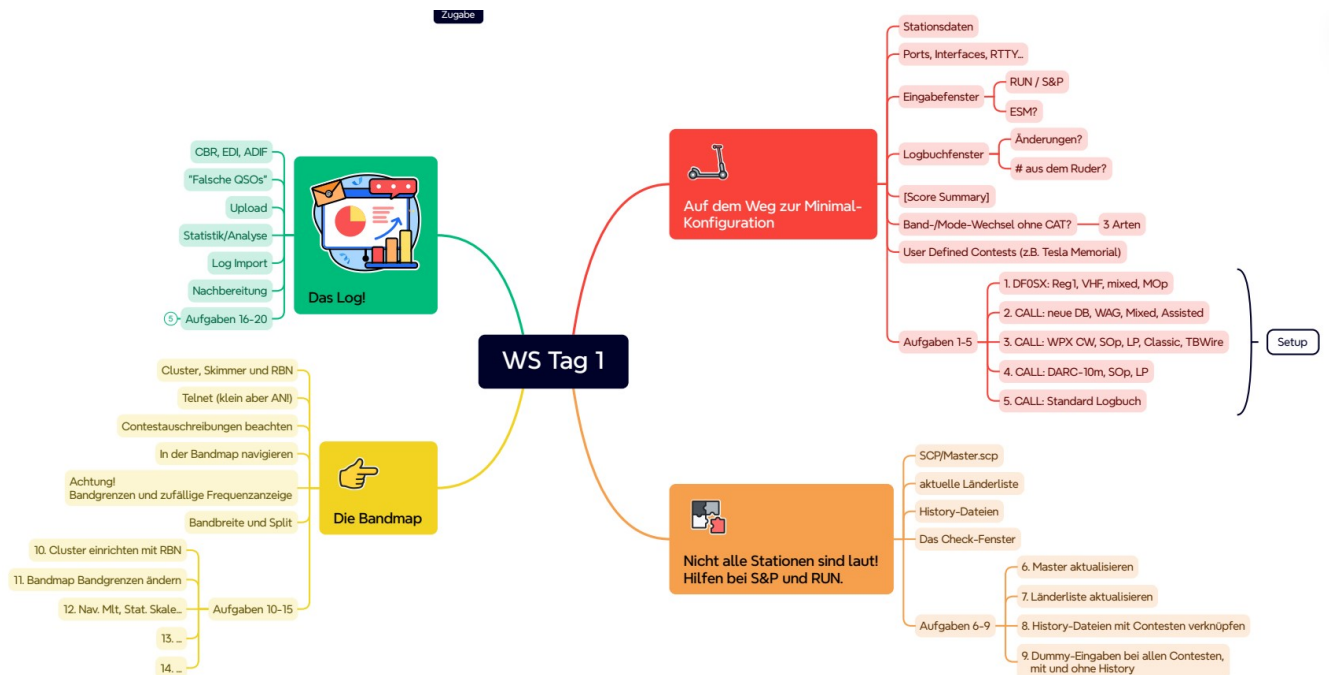 Zugabe
WS Tag 1
Auf dem Weg zur Minimal-
Konfiguration
Stationsdaten
Ports, Interfaces, RTTY...
Eingabefenster
RUN / S&P
ESM?
Logbuchfenster
Änderungen?
# aus dem Ruder?
[Score Summary]
Band-/Mode-Wechsel ohne CAT?
3 Arten
User Defined Contests (z.B. Tesla Memorial)
Aufgaben 1-5
1. DF0SX: Reg1, VHF, mixed, MOp
2. CALL: neue DB, WAG, Mixed, Assisted
3. CALL: WPX CW, SOp, LP, Classic, TBWire
4. CALL: DARC-10m, SOp, LP
5. CALL: Standard Logbuch
Setup
Nicht alle Stationen sind laut!
Hilfen bei S&P und RUN.
SCP/Master.scp
aktuelle Länderliste
History-Dateien
Das Check-Fenster
Aufgaben 6-9
6. Master aktualisieren
7. Länderliste aktualisieren
8. History-Dateien mit Contesten verknüpfen
9. Dummy-Eingaben bei allen Contesten,
mit und ohne History
Das Log!
CBR, EDI, ADIF
"Falsche QSOs"
Upload
Statistik/Analyse
Log Import
Nachbereitung
Aufgaben 16-20
5
Die Bandmap
Cluster, Skimmer und RBN
Telnet (klein aber AN!)
Contestauschreibungen beachten
In der Bandmap navigieren
Achtung!
Bandgrenzen und zufällige Frequenzanzeige
Bandbreite und Split
Aufgaben 10-15
10. Cluster einrichten mit RBN
11. Bandmap Bandgrenzen ändern
12. Nav. Mlt, Stat. Skale...
13. ...
14. ...